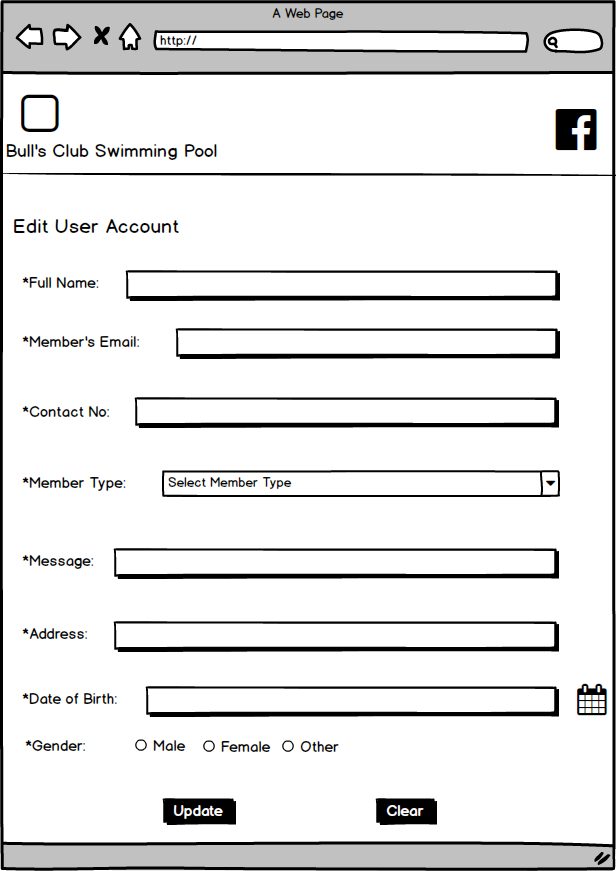 A Web Page
http://
Bull's Club Swimming Pool
Edit User Account
*Full Name:
*Member's Email:
*Contact No:
*Member Type: Select Member Type
*Message:
*Address:
*Date of Birth:
*Gender: Male Female Other
Update Clear